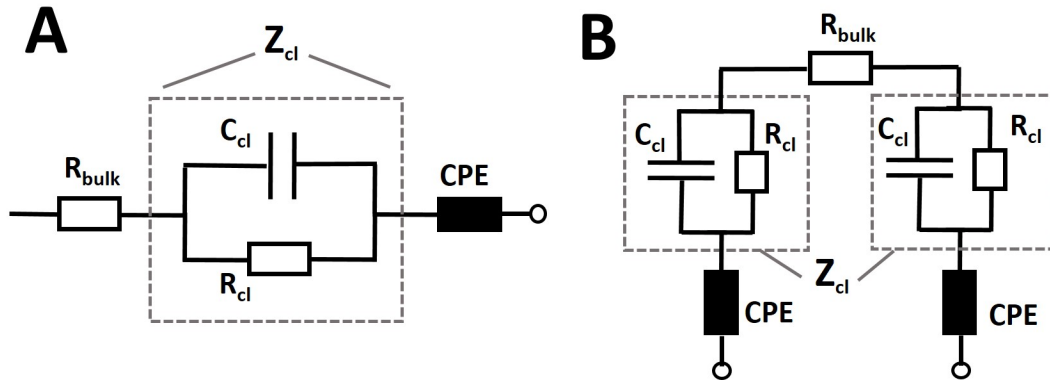 A
Z_cl
C_cl
R_bulk
CPE
R_cl
B
R_bulk
C_cl
R_cl
C_cl
R_cl
Z_cl
CPE
CPE